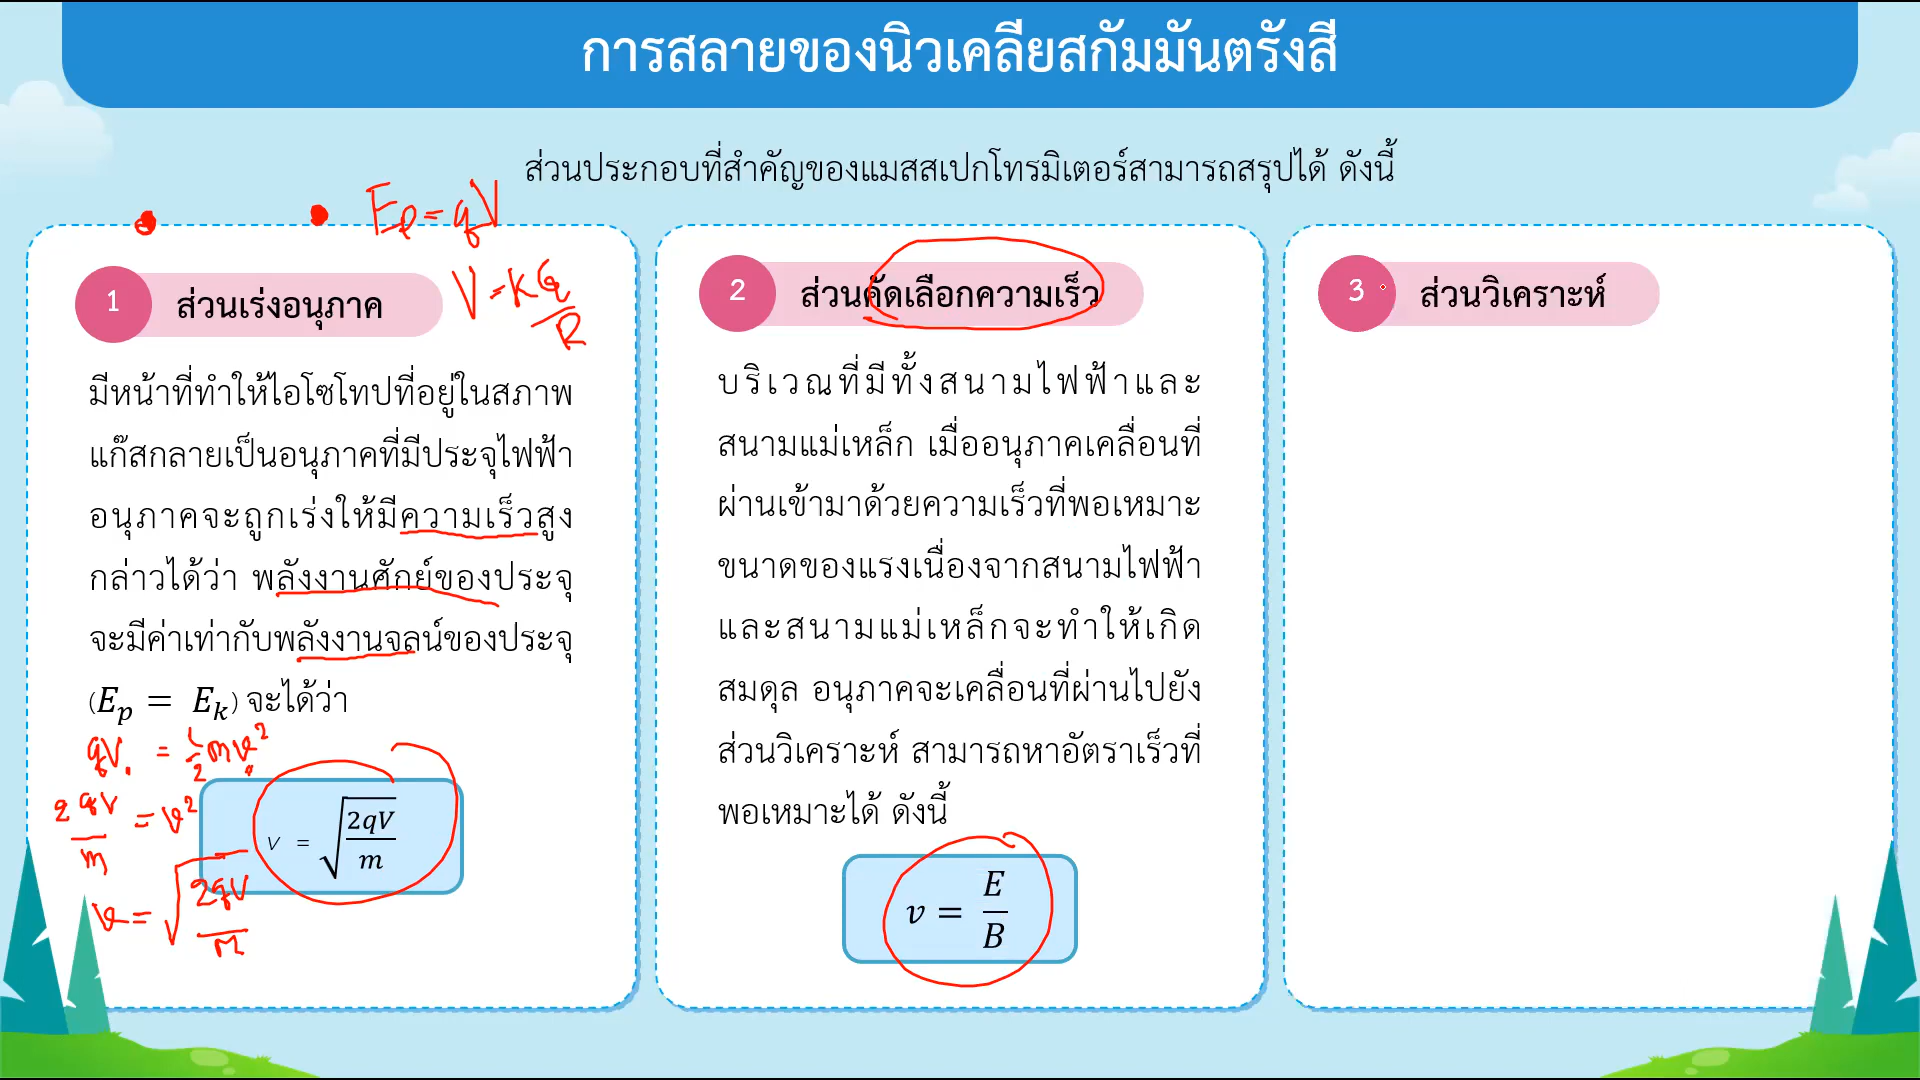 การสลายของนิวเคลียสกัมมันตรังสี
ส่วนประกอบที่สำคัญของแมสสเปกโทรมิเตอร์สามารถสรุปได้ ดังนี้
Ep = qV
V = KQ/R
1 ส่วนเร่งอนุภาค
มีหน้าที่ทำให้ไอโซโทปที่อยู่ในสภาพ
แก๊สกลายเป็นอนุภาคที่มีประจุไฟฟ้า
อนุภาคจะถูกเร่งให้มีความเร็วสูง
กล่าวได้ว่า พลังงานศักย์ของประจุ
จะมีค่าเท่ากับพลังงานจลน์ของประจุ
(Eₚ = Eₖ) จะได้ว่า
qV = ½mv²
2qV/m = v²
v = √(2qV/m)
v = √(2qV/m)
2 ส่วนคัดเลือกความเร็ว
บริเวณที่มีทั้งสนามไฟฟ้าและ
สนามแม่เหล็ก เมื่ออนุภาคเคลื่อนที่
ผ่านเข้ามาด้วยความเร็วที่พอเหมาะ
ขนาดของแรงเนื่องจากสนามไฟฟ้า
และสนามแม่เหล็กจะทำให้เกิด
สมดุล อนุภาคจะเคลื่อนที่ผ่านไปยัง
ส่วนวิเคราะห์ สามารถหาอัตราเร็วที่
พอเหมาะได้ ดังนี้
v = E/B
3 ส่วนวิเคราะห์